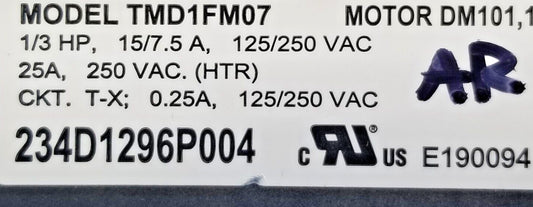 MODEL TMD1FM07 MOTOR DM101,1
1/3 HP, 15/7.5 A, 125/250 VAC
25A, 250 VAC. (HTR)
CKT. T-X; 0.25A, 125/250 VAC
A-R
234D1296P004 c RU US E190094